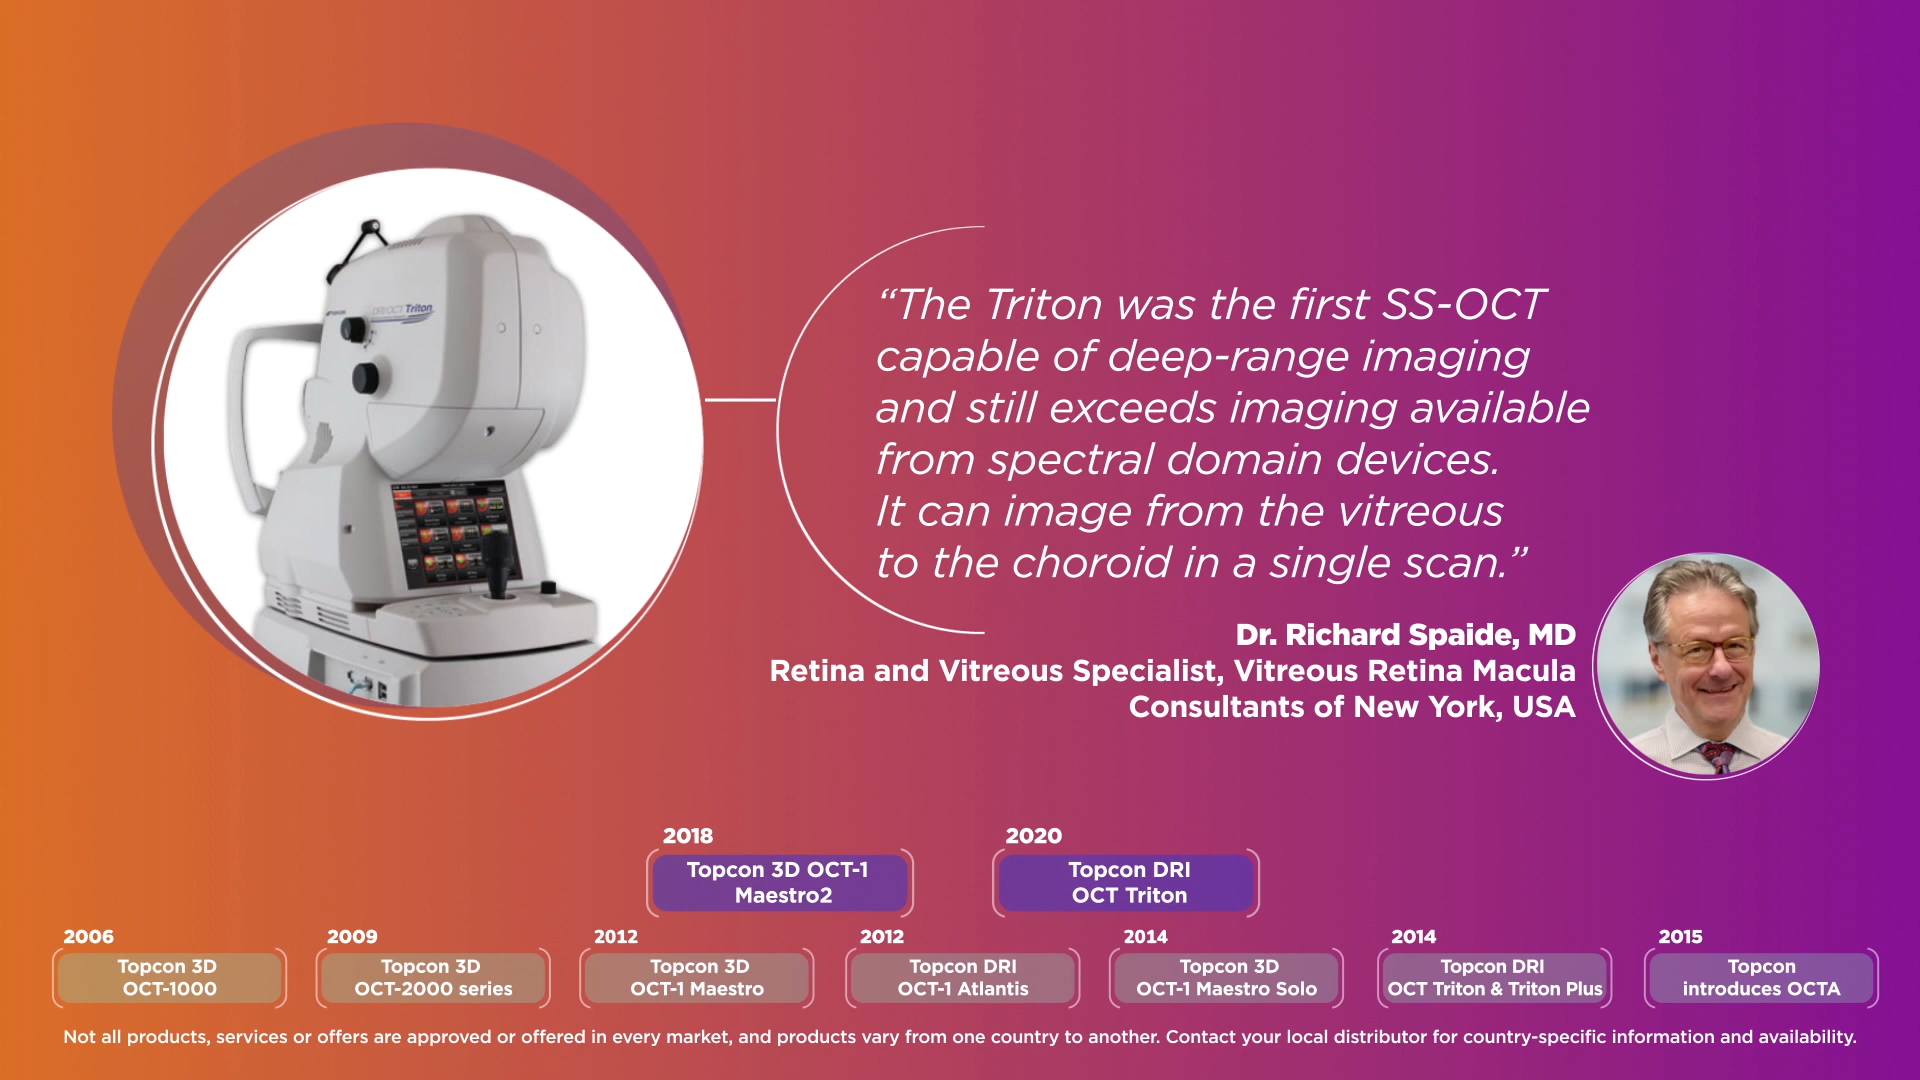 DRI OCT Triton
“The Triton was the first SS-OCT
capable of deep-range imaging
and still exceeds imaging available
from spectral domain devices.
It can image from the vitreous
to the choroid in a single scan.”
Dr. Richard Spaide, MD
Retina and Vitreous Specialist, Vitreous Retina Macula
Consultants of New York, USA
2018
Topcon 3D OCT-1
Maestro2
2020
Topcon DRI
OCT Triton
2006
Topcon 3D
OCT-1000
2009
Topcon 3D
OCT-2000 series
2012
Topcon 3D
OCT-1 Maestro
2012
Topcon DRI
OCT-1 Atlantis
2014
Topcon 3D
OCT-1 Maestro Solo
2014
Topcon DRI
OCT Triton & Triton Plus
2015
Topcon
introduces OCTA
Not all products, services or offers are approved or offered in every market, and products vary from one country to another. Contact your local distributor for country-specific information and availability.